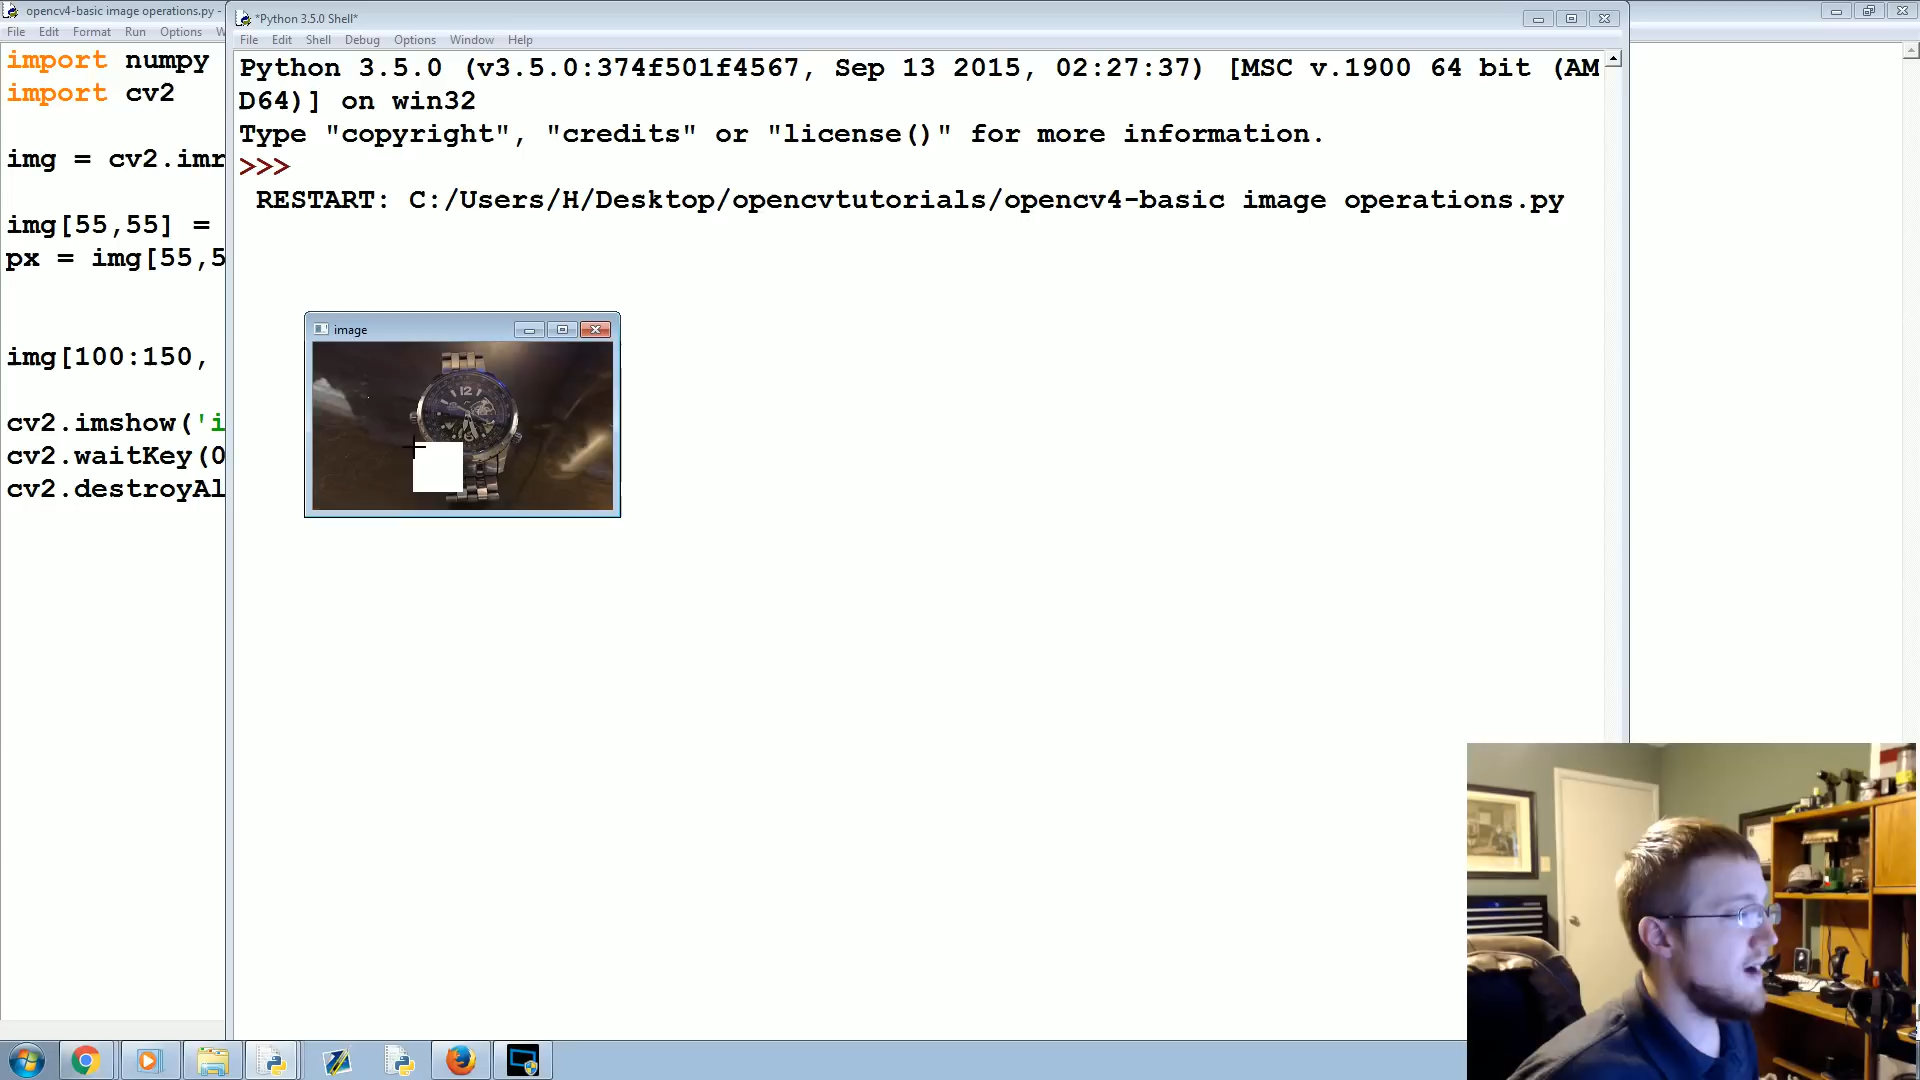 opencv4-basic image operations.py -
File Edit Format Run Options W
import numpy
import cv2
img = cv2.imr
img[55,55] =
px = img[55,5
img[100:150,
cv2.imshow('i
cv2.waitKey(0
cv2.destroyAl
*Python 3.5.0 Shell*
File Edit Shell Debug Options Window Help
Python 3.5.0 (v3.5.0:374f501f4567, Sep 13 2015, 02:27:37) [MSC v.1900 64 bit (AM
D64)] on win32
Type "copyright", "credits" or "license()" for more information.
>>>
RESTART: C:/Users/H/Desktop/opencvtutorials/opencv4-basic image operations.py
image
12